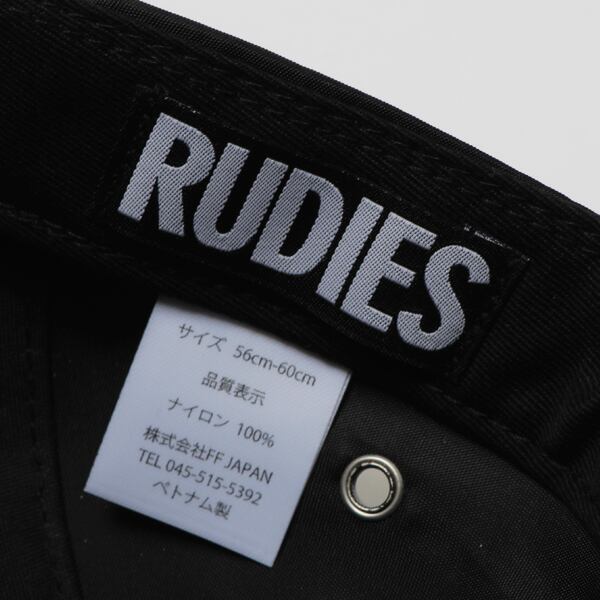 RUDIES
サイズ 56cm-60cm
品質表示
ナイロン 100%
株式会社FF JAPAN
TEL 045-515-5392
ベトナム製